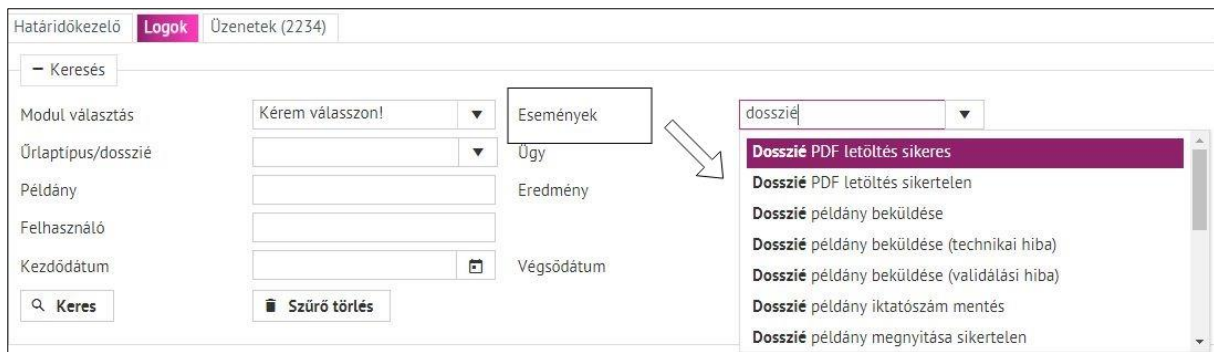 Határidőkezelő Logok Üzenetek (2234)
– Keresés
Modul választás Kérem válasszon! Események dosszié
Űrlaptípus/dosszié Ügy
Példány Eredmény
Felhasználó
Kezdődátum Végsődátum
Keres Szűrő törlés
Dosszié PDF letöltés sikeres
Dosszié PDF letöltés sikertelen
Dosszié példány beküldése
Dosszié példány beküldése (technikai hiba)
Dosszié példány beküldése (validálási hiba)
Dosszié példány iktatószám mentés
Dosszié példány megnyitása sikertelen